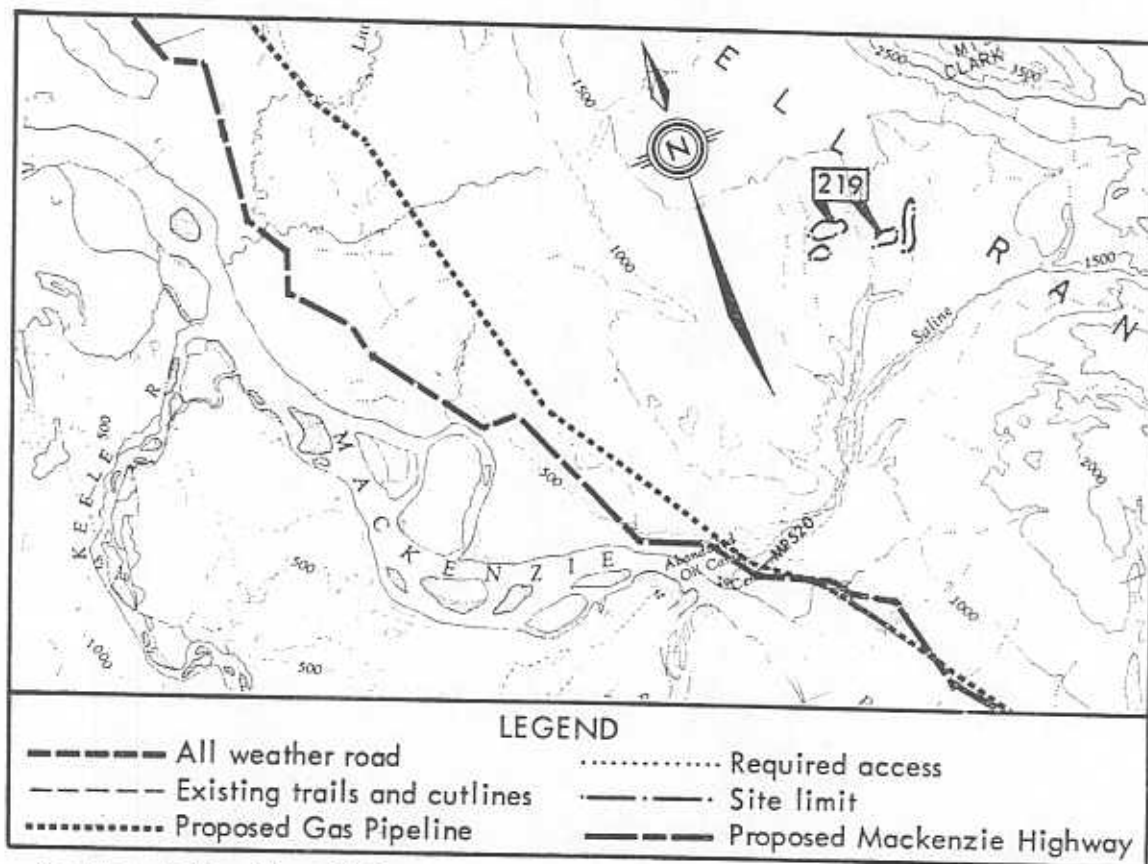 E L L
R A N
MT. CLARK
2500
3500
1500
N
219
1000
1500
Saline
2000
KEELE R
500
MACKENZIE
500
500
500
1000
MP520
1000
LEGEND
All weather road
Existing trails and cutlines
Proposed Gas Pipeline
Required access
Site limit
Proposed Mackenzie Highway